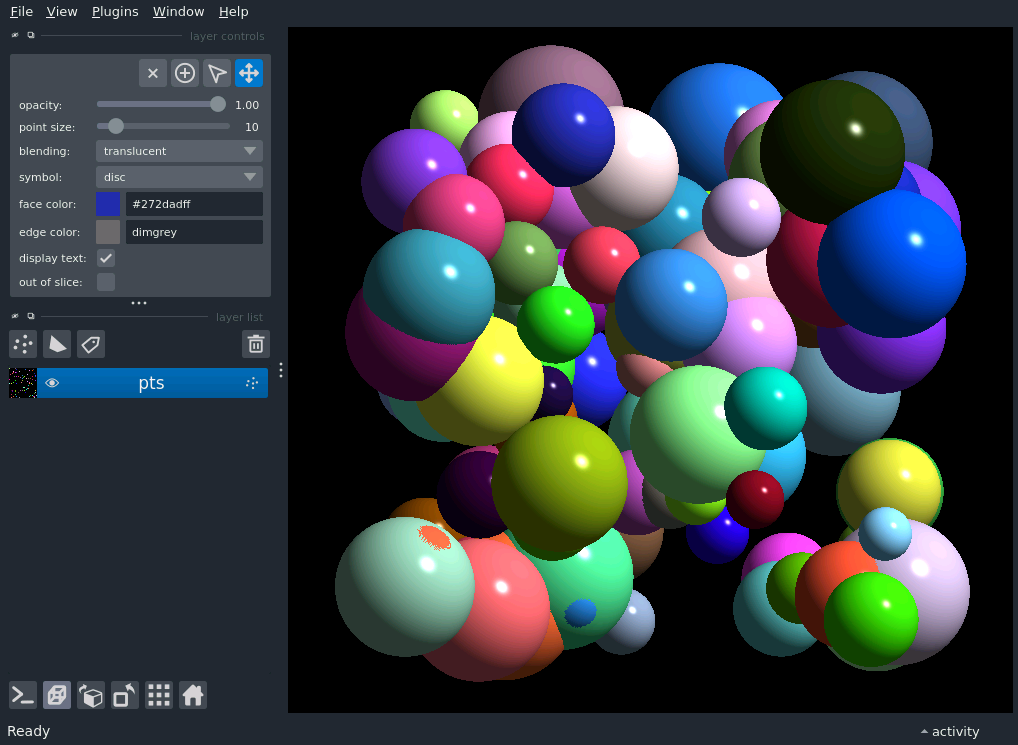 File View Plugins Window Help
layer controls
opacity: 1.00
point size: 10
blending: translucent
symbol: disc
face color: #272dadff
edge color: dimgrey
display text:
out of slice:
layer list
pts
Ready
activity